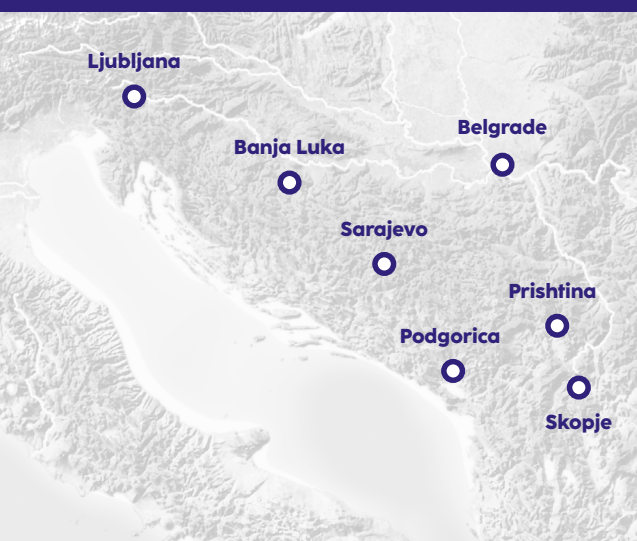 Ljubljana
Belgrade
Banja Luka
Sarajevo
Prishtina
Podgorica
Skopje